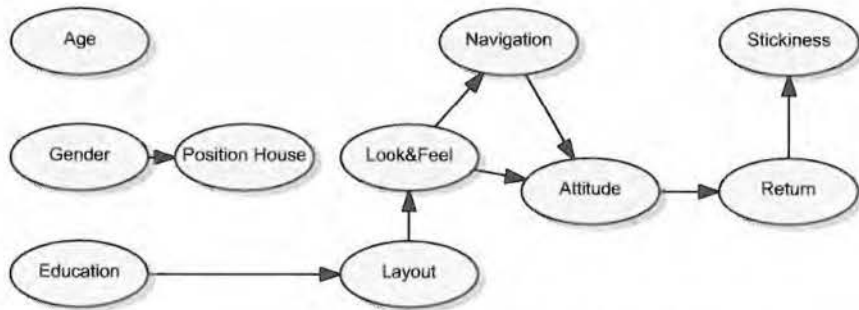 Age
Navigation
Stickiness
Gender
Position House
Look&Feel
Attitude
Return
Education
Layout